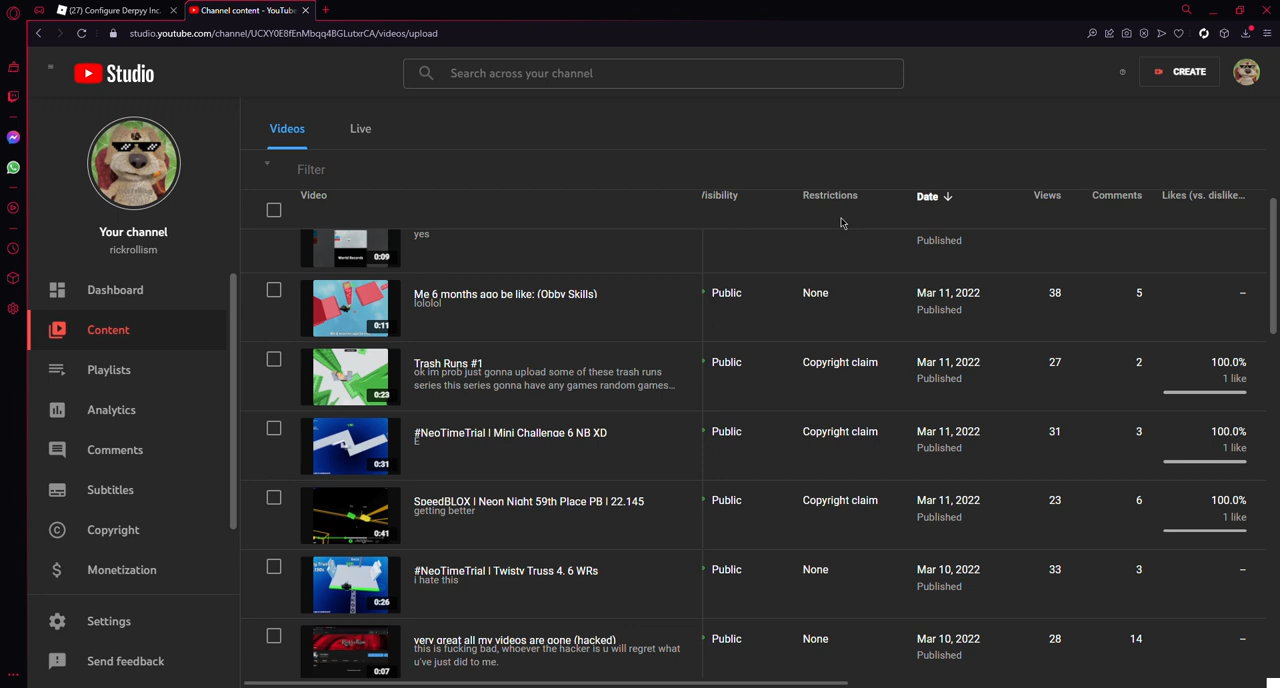 (27) Configure Derpyy Inc.
Channel content - YouTube
studio.youtube.com/channel/UCXY0E8fEnMbqq4BGLutxrCA/videos/upload
Studio
Search across your channel
CREATE
Your channel
rickrollism
Dashboard
Content
Playlists
Analytics
Comments
Subtitles
Copyright
Monetization
Settings
Send feedback
Videos
Live
Filter
Video
Visibility
Restrictions
Date
Views
Comments
Likes (vs. dislike...
World Records
0:09
yes
Published
0:11
Me 6 months ago be like: (Obby Skills)
lololol
Public
None
Mar 11, 2022
Published
38
5
–
0:23
Trash Runs #1
ok im prob just gonna upload some of these trash runs
series this series gonna have any games random games...
Public
Copyright claim
Mar 11, 2022
Published
27
2
100.0%
1 like
0:31
#NeoTimeTrial | Mini Challenge 6 NB XD
E
Public
Copyright claim
Mar 11, 2022
Published
31
3
100.0%
1 like
0:41
SpeedBLOX | Neon Night 59th Place PB | 22.145
getting better
Public
Copyright claim
Mar 11, 2022
Published
23
6
100.0%
1 like
0:26
#NeoTimeTrial | Twisty Truss 4. 6 WRs
i hate this
Public
None
Mar 10, 2022
Published
33
3
–
0:07
very great all my videos are gone (hacked)
this is fucking bad, whoever the hacker is u will regret what
u've just did to me.
Public
None
Mar 10, 2022
Published
28
14
–